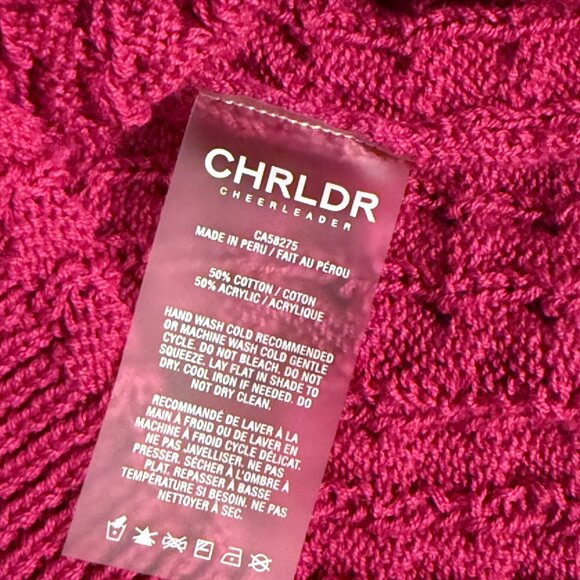 CHRLDR
CHEERLEADER
CA58275
MADE IN PERU / FAIT AU PÉROU
50% COTTON / COTON
50% ACRYLIC / ACRYLIQUE
HAND WASH COLD RECOMMENDED
OR MACHINE WASH COLD GENTLE
CYCLE. DO NOT BLEACH. DO NOT
SQUEEZE. LAY FLAT IN SHADE TO
DRY. COOL IRON IF NEEDED. DO
NOT DRY CLEAN.
RECOMMANDÉ DE LAVER À LA
MAIN À FROID OU DE LAVER EN
MACHINE À FROID CYCLE DÉLICAT.
NE PAS JAVELLISER. NE PAS
PRESSER. SÉCHER À L'OMBRE À
PLAT. REPASSER À BASSE
TEMPÉRATURE SI BESOIN. NE PAS
NETTOYER À SEC.